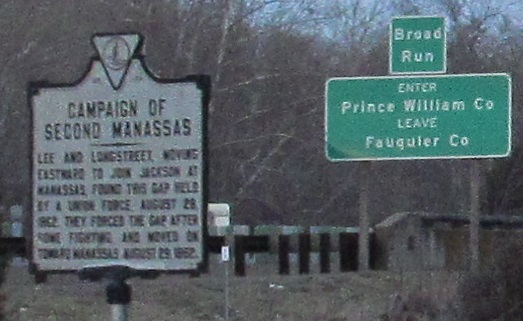 CAMPAIGN OF
SECOND MANASSAS
LEE AND LONGSTREET, MOVING
EASTWARD TO JOIN JACKSON AT
MANASSAS, FOUND THIS GAP HELD
BY A UNION FORCE, AUGUST 28,
1862. THEY FORCED THE GAP AFTER
SOME FIGHTING, AND MOVED ON
TOWARD MANASSAS AUGUST 29, 1862.
Broad
Run
ENTER
Prince William Co
LEAVE
Fauquier Co